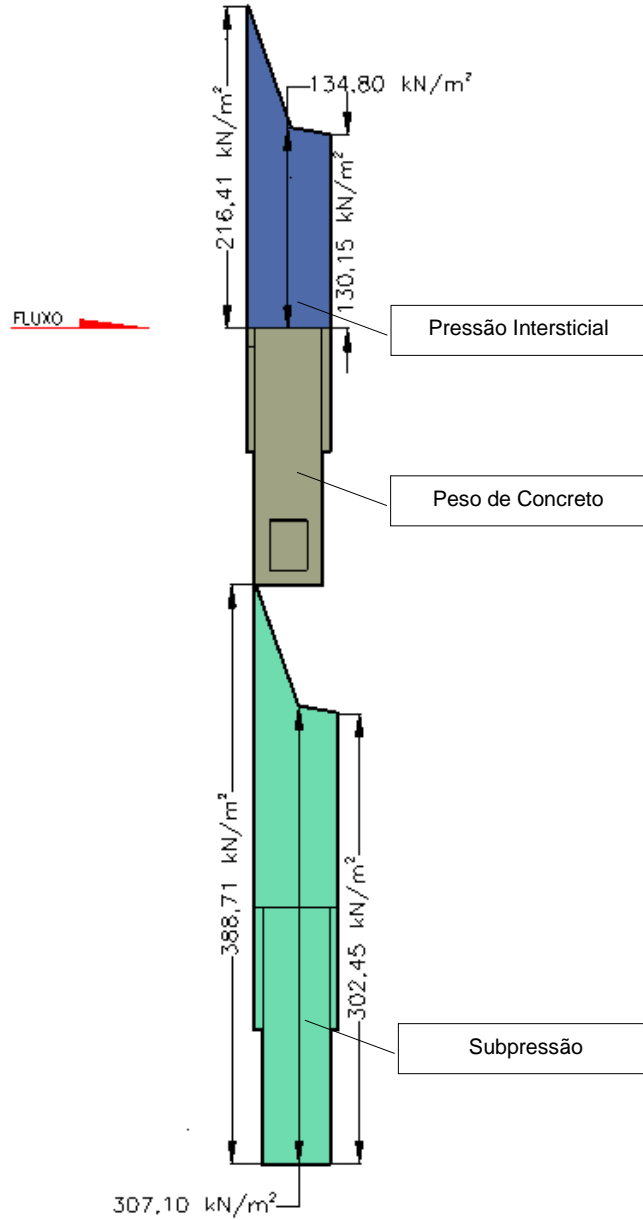 134,80 kN/m²
216,41 kN/m²
130,15 kN/m²
FLUXO
Pressão Intersticial
Peso de Concreto
388,71 kN/m²
302,45 kN/m²
Subpressão
307,10 kN/m²